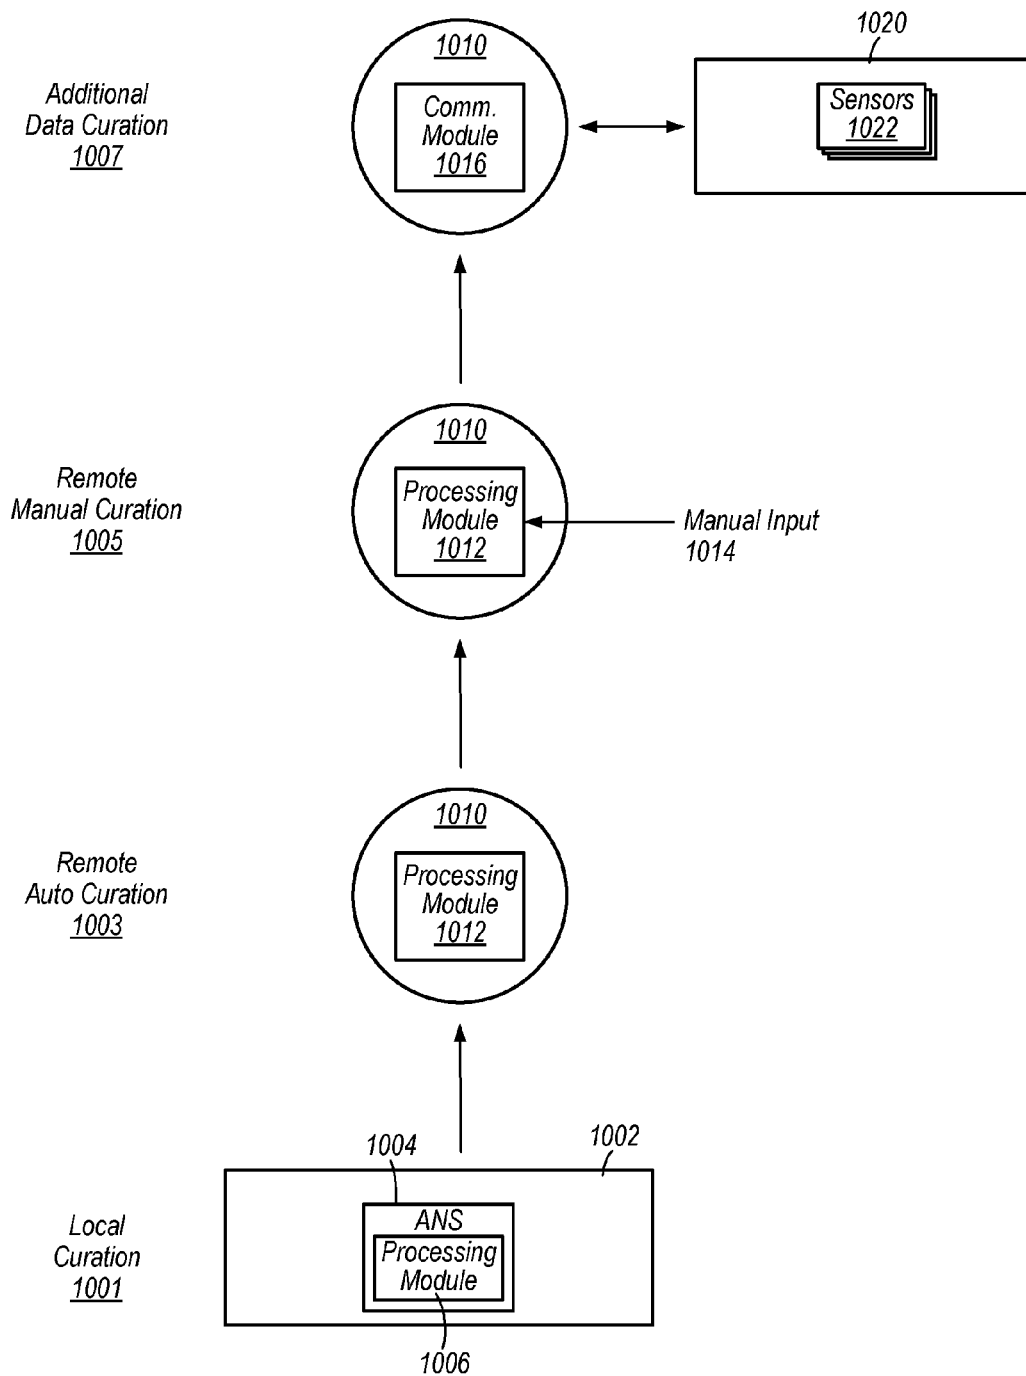 1020
Additional
Data Curation
1007
1010
Comm.
Module
1016
Sensors
1022
Remote
Manual Curation
1005
1010
Processing
Module
1012
Manual Input
1014
Remote
Auto Curation
1003
1010
Processing
Module
1012
1004
1002
Local
Curation
1001
ANS
Processing
Module
1006